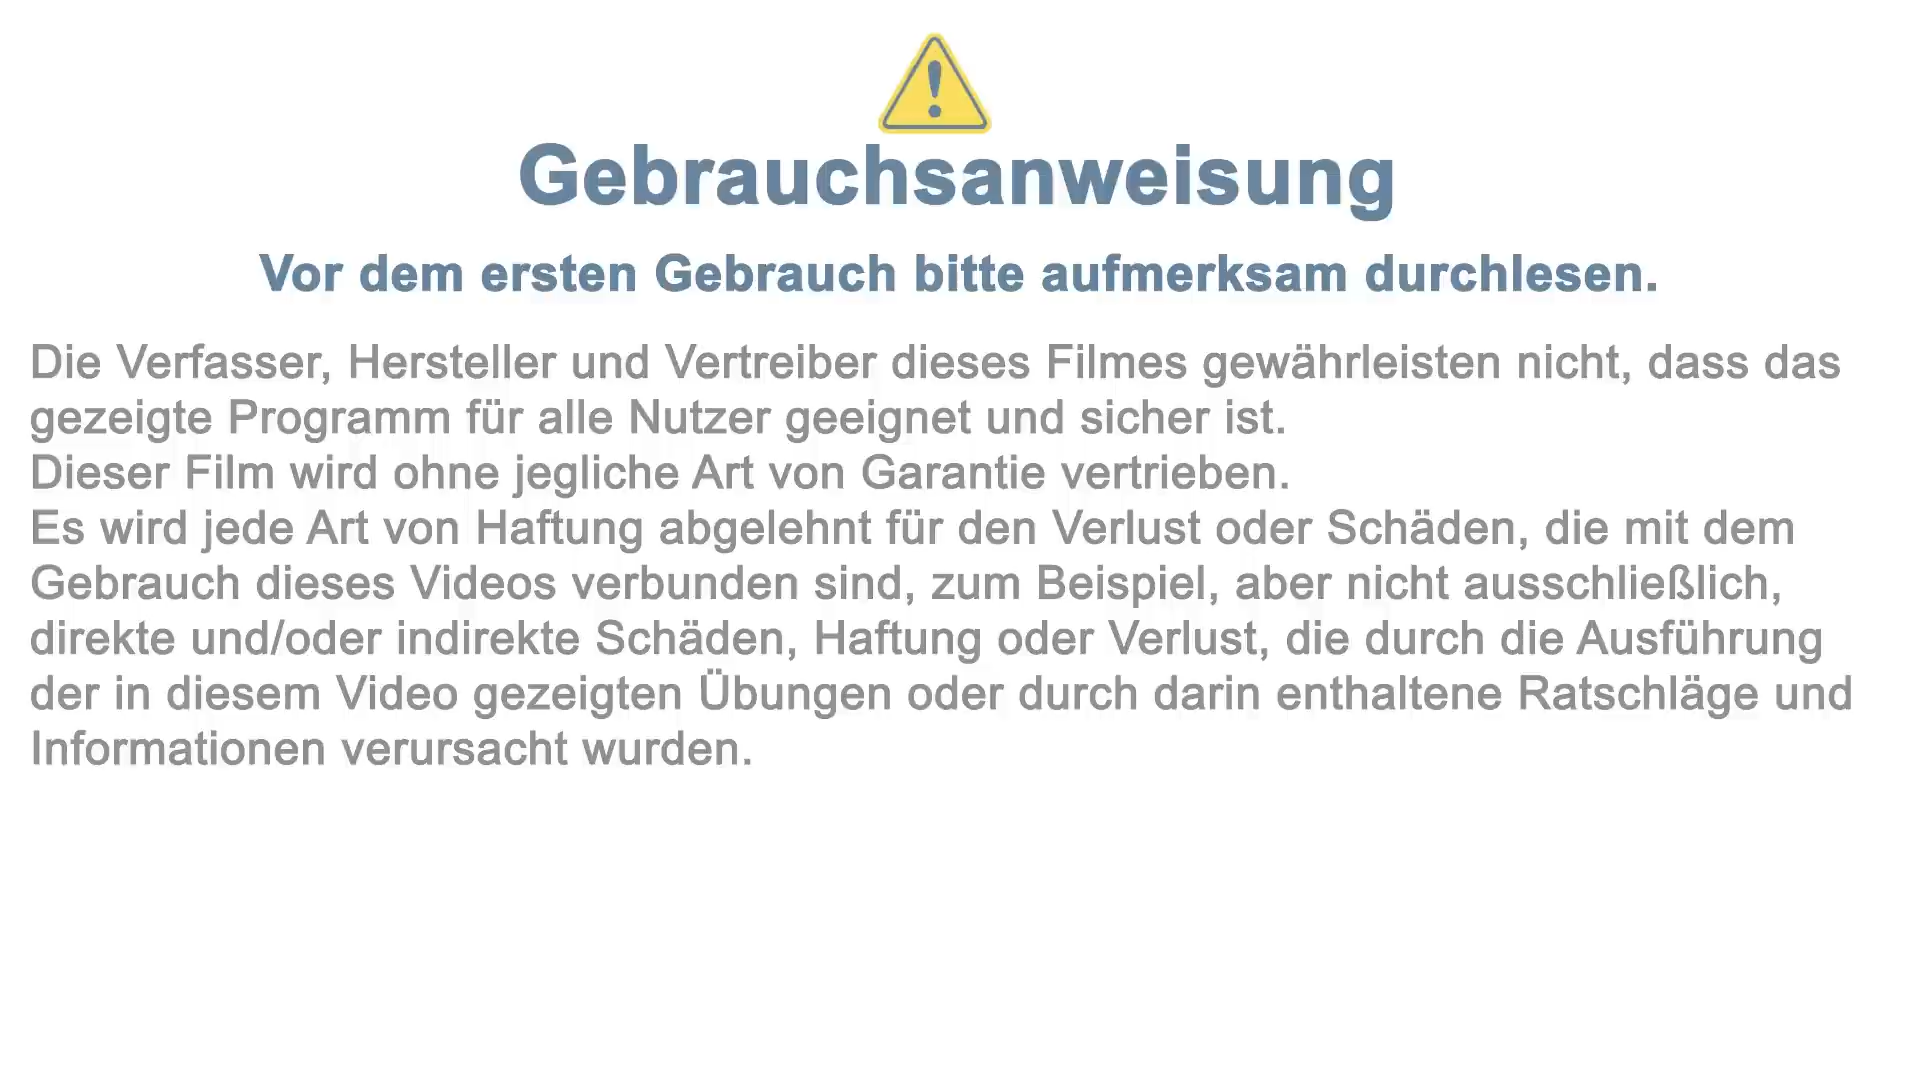 Gebrauchsanweisung
Vor dem ersten Gebrauch bitte aufmerksam durchlesen.
Die Verfasser, Hersteller und Vertreiber dieses Filmes gewährleisten nicht, dass das
gezeigte Programm für alle Nutzer geeignet und sicher ist.
Dieser Film wird ohne jegliche Art von Garantie vertrieben.
Es wird jede Art von Haftung abgelehnt für den Verlust oder Schäden, die mit dem
Gebrauch dieses Videos verbunden sind, zum Beispiel, aber nicht ausschließlich,
direkte und/oder indirekte Schäden, Haftung oder Verlust, die durch die Ausführung
der in diesem Video gezeigten Übungen oder durch darin enthaltene Ratschläge und
Informationen verursacht wurden.